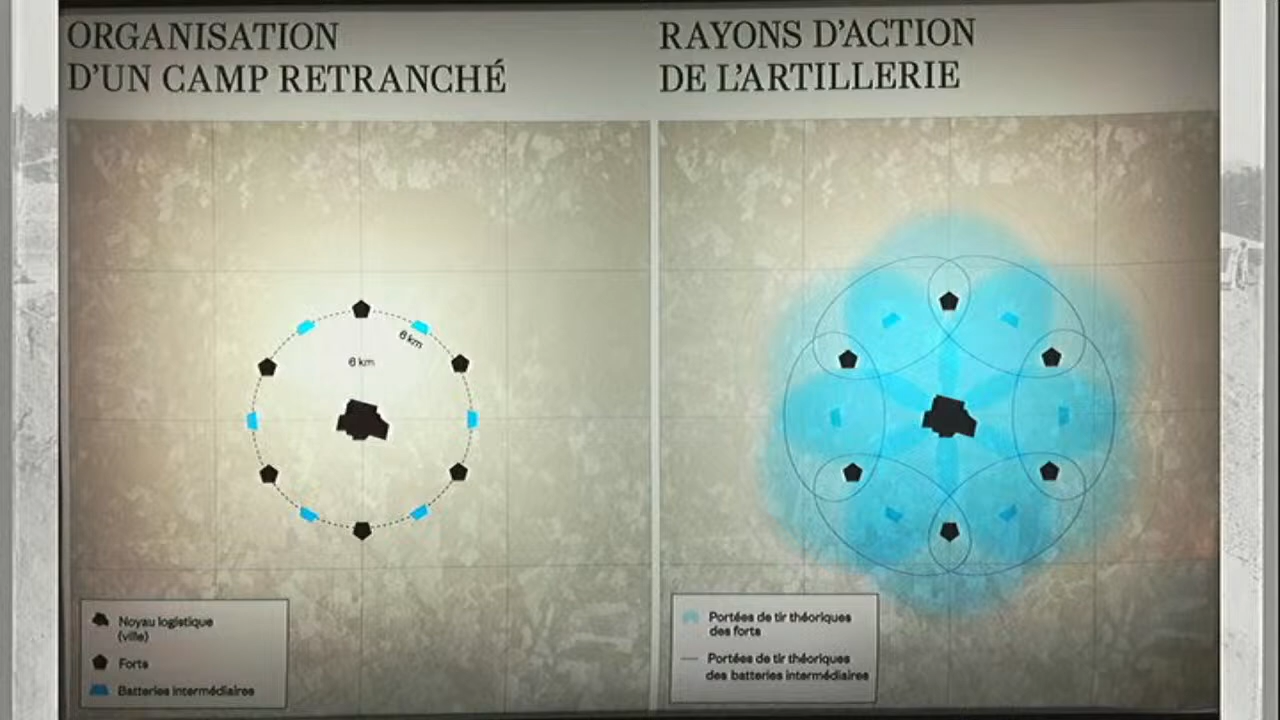 ORGANISATION
D'UN CAMP RETRANCHÉ
6 km
6 km
Noyau logistique
(ville)
Forts
Batteries intermédiaires
RAYONS D'ACTION
DE L'ARTILLERIE
Portées de tir théoriques
des forts
Portées de tir théoriques
des batteries intermédiaires